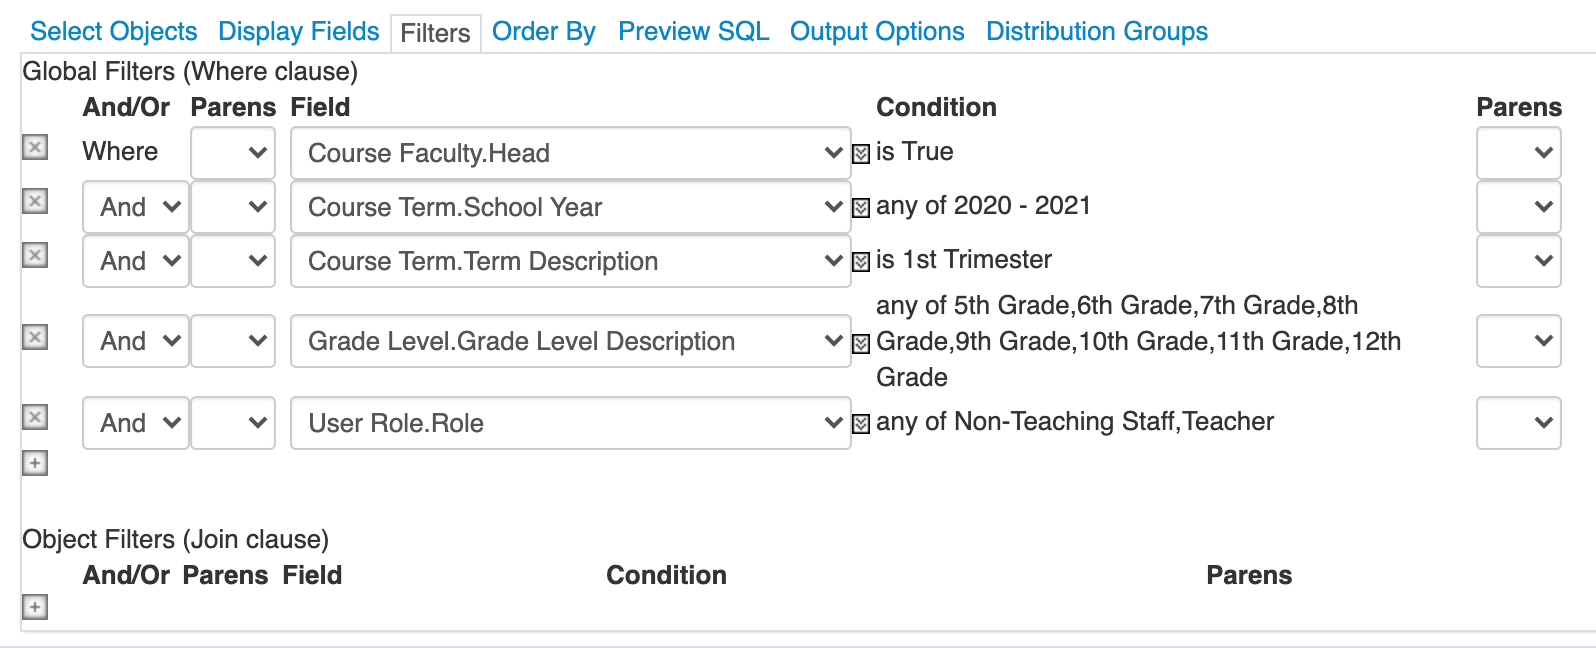 Select Objects Display Fields Filters Order By Preview SQL Output Options Distribution Groups
Global Filters (Where clause)
And/Or Parens Field Condition Parens
Where Course Faculty.Head is True
And Course Term.School Year any of 2020 - 2021
And Course Term.Term Description is 1st Trimester
And Grade Level.Grade Level Description any of 5th Grade,6th Grade,7th Grade,8th
Grade,9th Grade,10th Grade,11th Grade,12th
Grade
And User Role.Role any of Non-Teaching Staff,Teacher
Object Filters (Join clause)
And/Or Parens Field Condition Parens